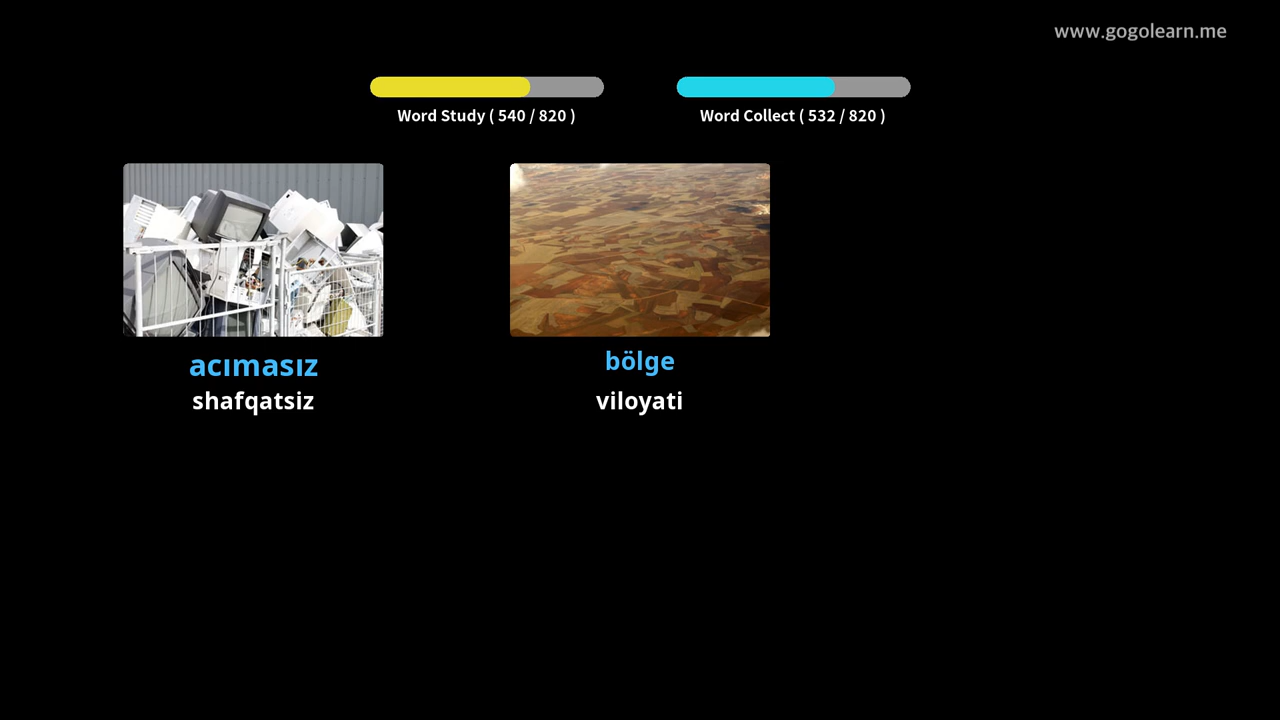 www.gogolearn.me
Word Study ( 540 / 820 )
Word Collect ( 532 / 820 )
acımasız
shafqatsiz
bölge
viloyati